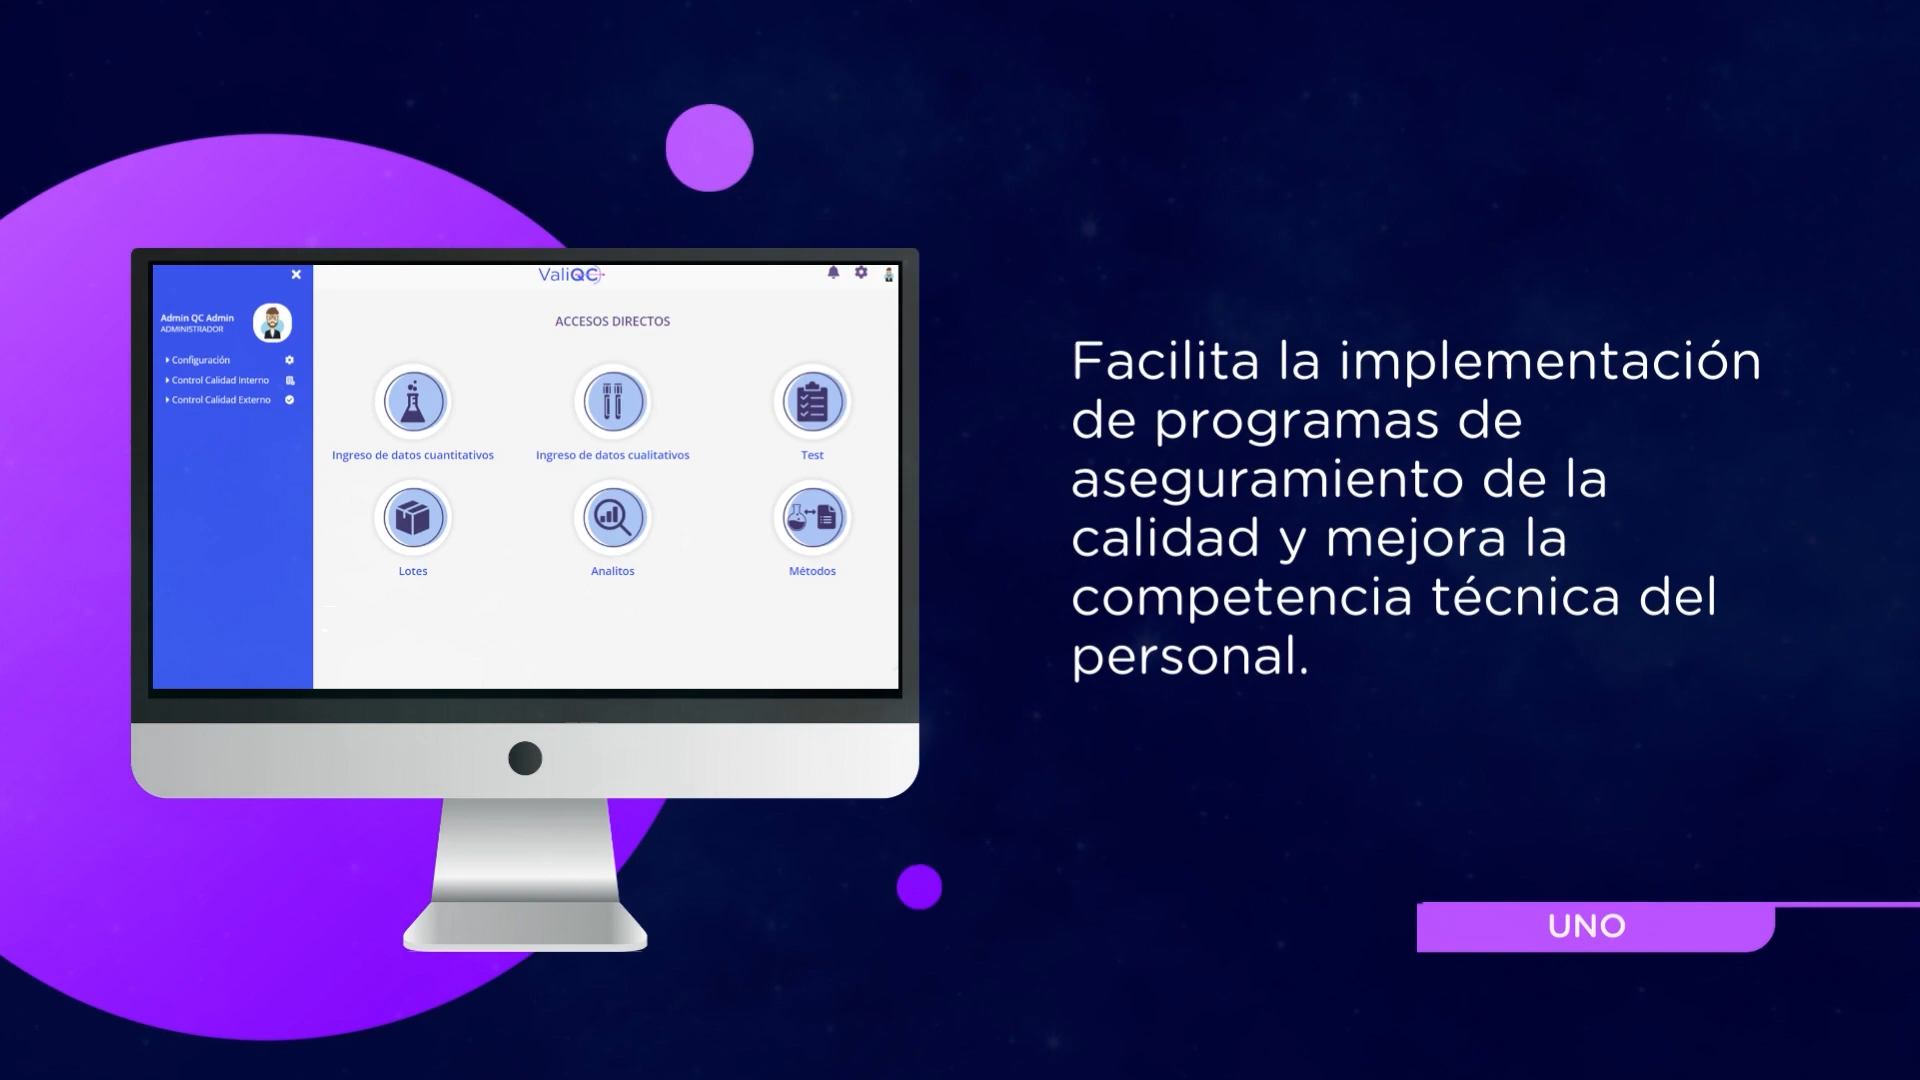 ValiQC
Admin QC Admin
ADMINISTRADOR
Configuración
Control Calidad Interno
Control Calidad Externo
ACCESOS DIRECTOS
Ingreso de datos cuantitativos
Ingreso de datos cualitativos
Test
Lotes
Analitos
Métodos
Facilita la implementación
de programas de
aseguramiento de la
calidad y mejora la
competencia técnica del
personal.
UNO